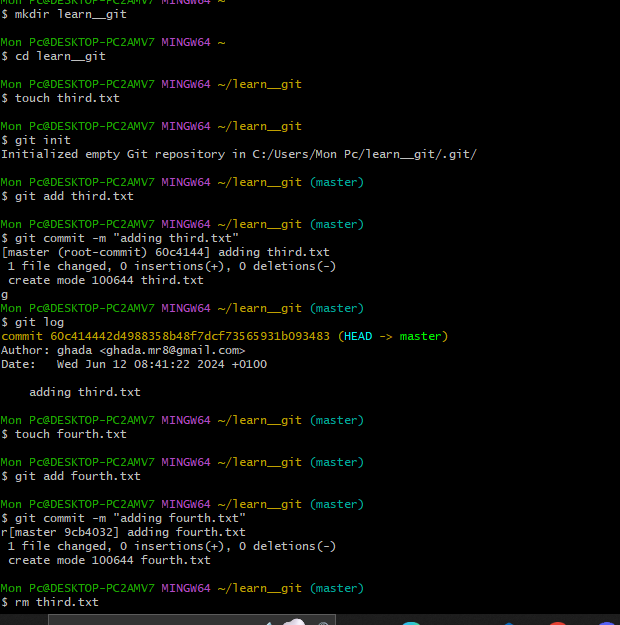 Mon Pc@DESKTOP-PC2AMV7 MINGW64 ~
$ mkdir learn__git
Mon Pc@DESKTOP-PC2AMV7 MINGW64 ~
$ cd learn__git
Mon Pc@DESKTOP-PC2AMV7 MINGW64 ~/learn__git
$ touch third.txt
Mon Pc@DESKTOP-PC2AMV7 MINGW64 ~/learn__git
$ git init
Initialized empty Git repository in C:/Users/Mon Pc/learn__git/.git/
Mon Pc@DESKTOP-PC2AMV7 MINGW64 ~/learn__git (master)
$ git add third.txt
Mon Pc@DESKTOP-PC2AMV7 MINGW64 ~/learn__git (master)
$ git commit -m "adding third.txt"
[master (root-commit) 60c4144] adding third.txt
 1 file changed, 0 insertions(+), 0 deletions(-)
 create mode 100644 third.txt
g
Mon Pc@DESKTOP-PC2AMV7 MINGW64 ~/learn__git (master)
$ git log
commit 60c414442d4988358b48f7dcf73565931b093483 (HEAD -> master)
Author: ghada <ghada.mr8@gmail.com>
Date:   Wed Jun 12 08:41:22 2024 +0100
    adding third.txt
Mon Pc@DESKTOP-PC2AMV7 MINGW64 ~/learn__git (master)
$ touch fourth.txt
Mon Pc@DESKTOP-PC2AMV7 MINGW64 ~/learn__git (master)
$ git add fourth.txt
Mon Pc@DESKTOP-PC2AMV7 MINGW64 ~/learn__git (master)
$ git commit -m "adding fourth.txt"
r[master 9cb4032] adding fourth.txt
 1 file changed, 0 insertions(+), 0 deletions(-)
 create mode 100644 fourth.txt
Mon Pc@DESKTOP-PC2AMV7 MINGW64 ~/learn__git (master)
$ rm third.txt